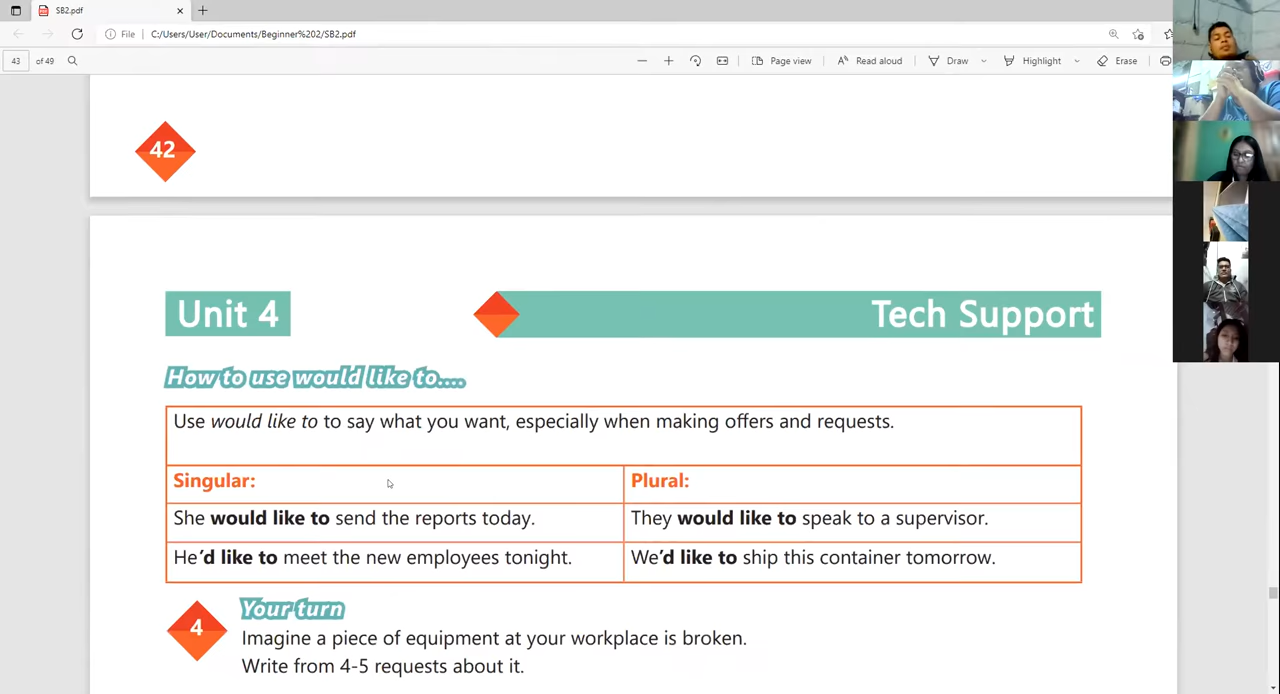 SB2.pdf
File
C:/Users/User/Documents/Beginner%202/SB2.pdf
43 of 49
Page view
Read aloud
Draw
Highlight
Erase
42
Unit 4
Tech Support
How to use would like to....
Use would like to to say what you want, especially when making offers and requests.
Singular:
Plural:
She would like to send the reports today.
They would like to speak to a supervisor.
He'd like to meet the new employees tonight.
We'd like to ship this container tomorrow.
4
Your turn
Imagine a piece of equipment at your workplace is broken.
Write from 4-5 requests about it.